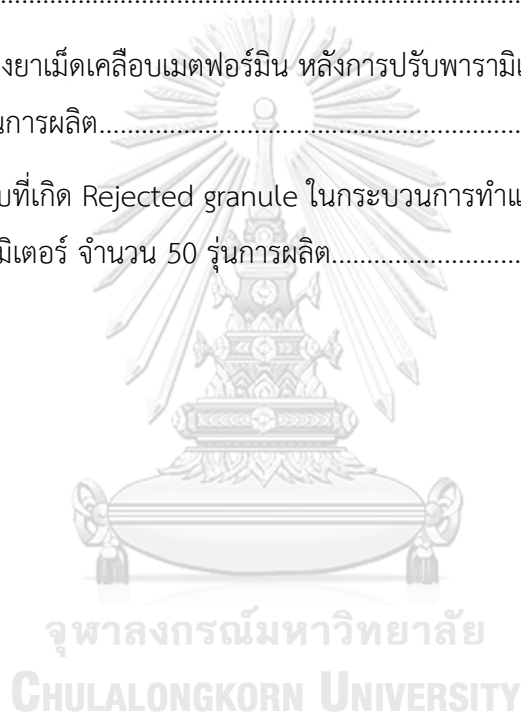 ............................................................
งยาเม็ดเคลือบเมตฟอร์มิน หลังการปรับพารามิ
นการผลิต............................................................
บที่เกิด Rejected granule ในกระบวนการทำแ
มิเตอร์ จำนวน 50 รุ่นการผลิต...........................
จุฬาลงกรณ์มหาวิทยาลัย
CHULALONGKORN UNIVERSITY